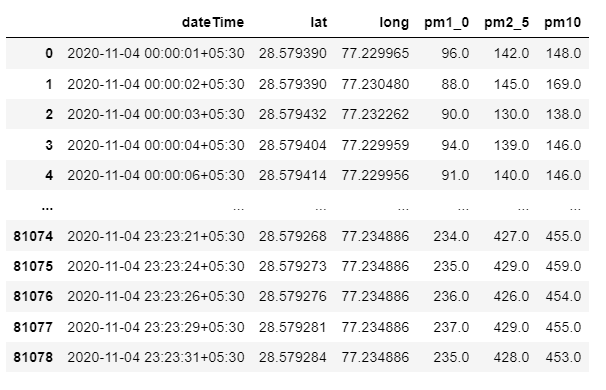 dateTime lat long pm1_0 pm2_5 pm10
0 2020-11-04 00:00:01+05:30 28.579390 77.229965 96.0 142.0 148.0
1 2020-11-04 00:00:02+05:30 28.579390 77.230480 88.0 145.0 169.0
2 2020-11-04 00:00:03+05:30 28.579432 77.232262 90.0 130.0 138.0
3 2020-11-04 00:00:04+05:30 28.579404 77.229959 94.0 139.0 146.0
4 2020-11-04 00:00:06+05:30 28.579414 77.229956 91.0 140.0 146.0
... ... ... ... ... ... ...
81074 2020-11-04 23:23:21+05:30 28.579268 77.234886 234.0 427.0 455.0
81075 2020-11-04 23:23:24+05:30 28.579273 77.234886 235.0 429.0 459.0
81076 2020-11-04 23:23:26+05:30 28.579276 77.234886 236.0 426.0 454.0
81077 2020-11-04 23:23:29+05:30 28.579281 77.234886 237.0 429.0 455.0
81078 2020-11-04 23:23:31+05:30 28.579284 77.234886 235.0 428.0 453.0